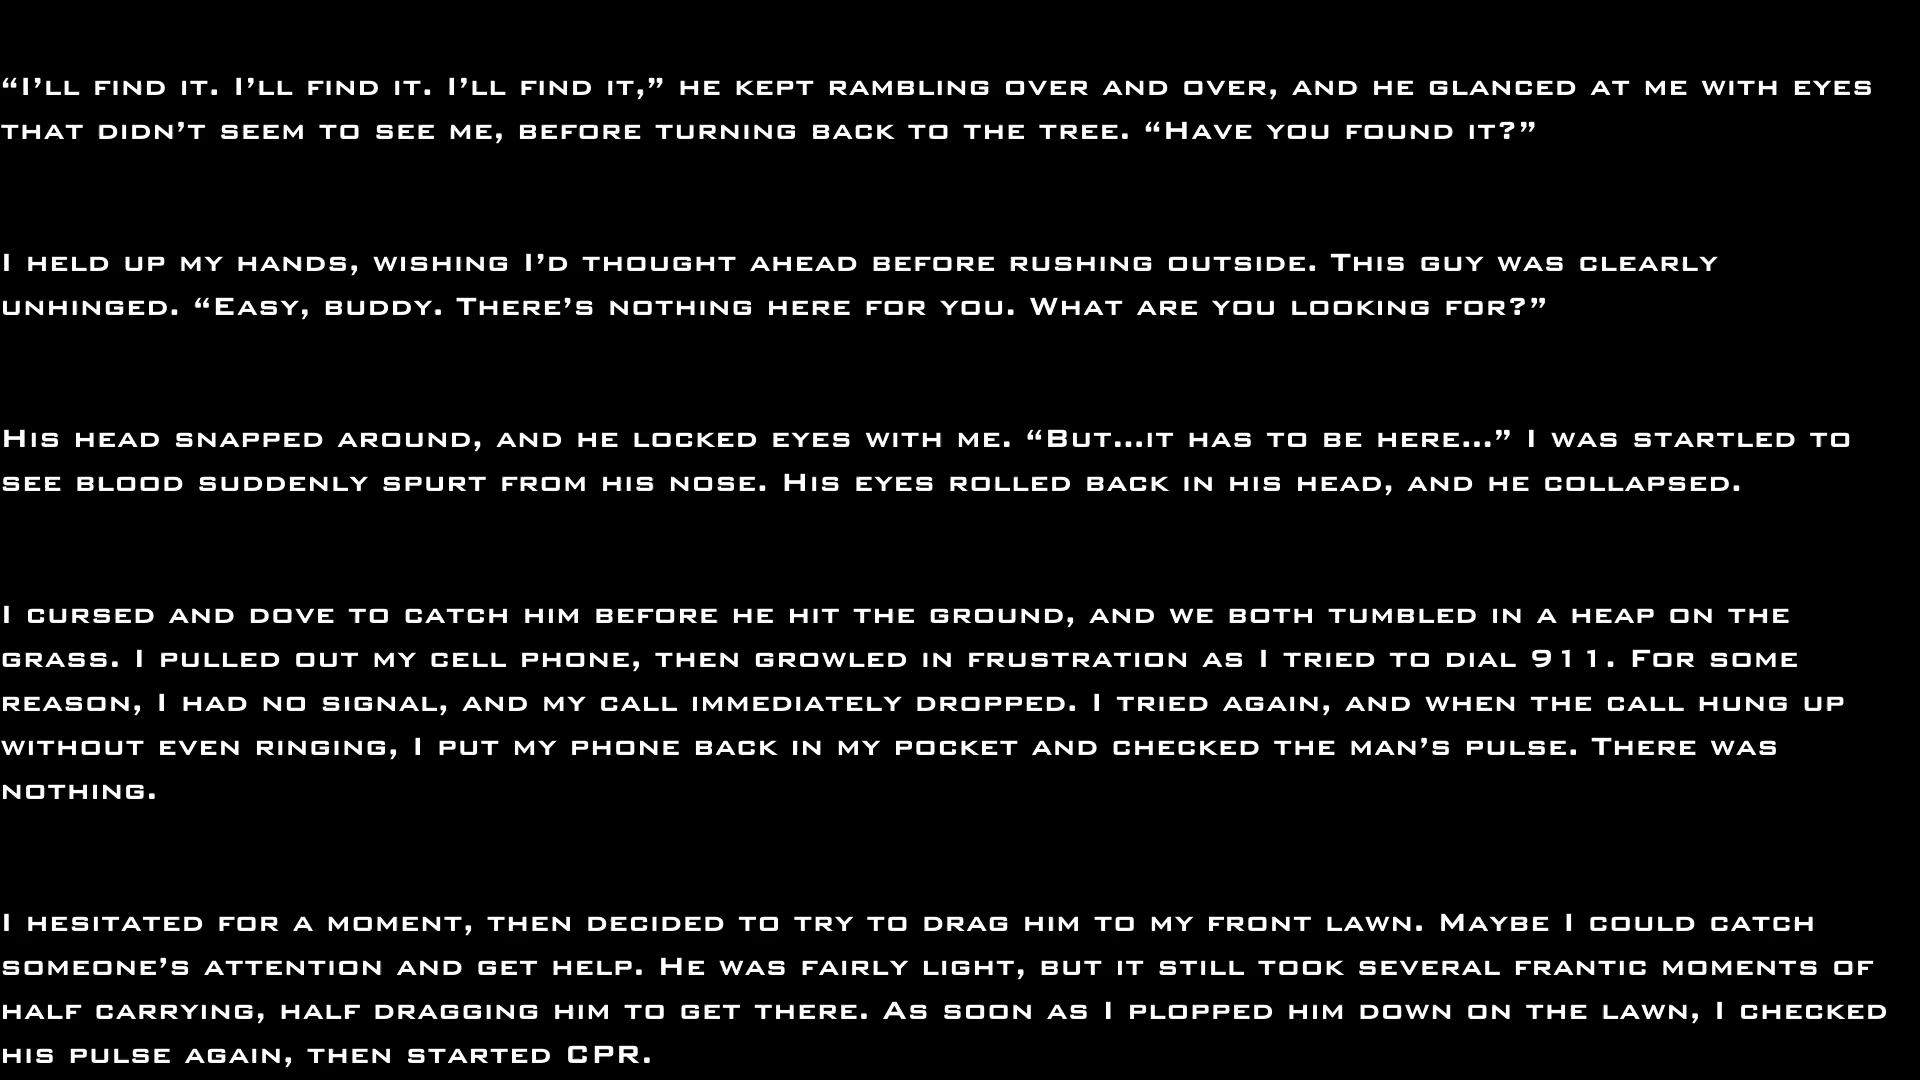 “I’ll find it. I’ll find it. I’ll find it,” he kept rambling over and over, and he glanced at me with eyes
that didn’t seem to see me, before turning back to the tree. “Have you found it?”
I held up my hands, wishing I’d thought ahead before rushing outside. This guy was clearly
unhinged. “Easy, buddy. There’s nothing here for you. What are you looking for?”
His head snapped around, and he locked eyes with me. “But...it has to be here...” I was startled to
see blood suddenly spurt from his nose. His eyes rolled back in his head, and he collapsed.
I cursed and dove to catch him before he hit the ground, and we both tumbled in a heap on the
grass. I pulled out my cell phone, then growled in frustration as I tried to dial 911. For some
reason, I had no signal, and my call immediately dropped. I tried again, and when the call hung up
without even ringing, I put my phone back in my pocket and checked the man’s pulse. There was
nothing.
I hesitated for a moment, then decided to try to drag him to my front lawn. Maybe I could catch
someone’s attention and get help. He was fairly light, but it still took several frantic moments of
half carrying, half dragging him to get there. As soon as I plopped him down on the lawn, I checked
his pulse again, then started CPR.